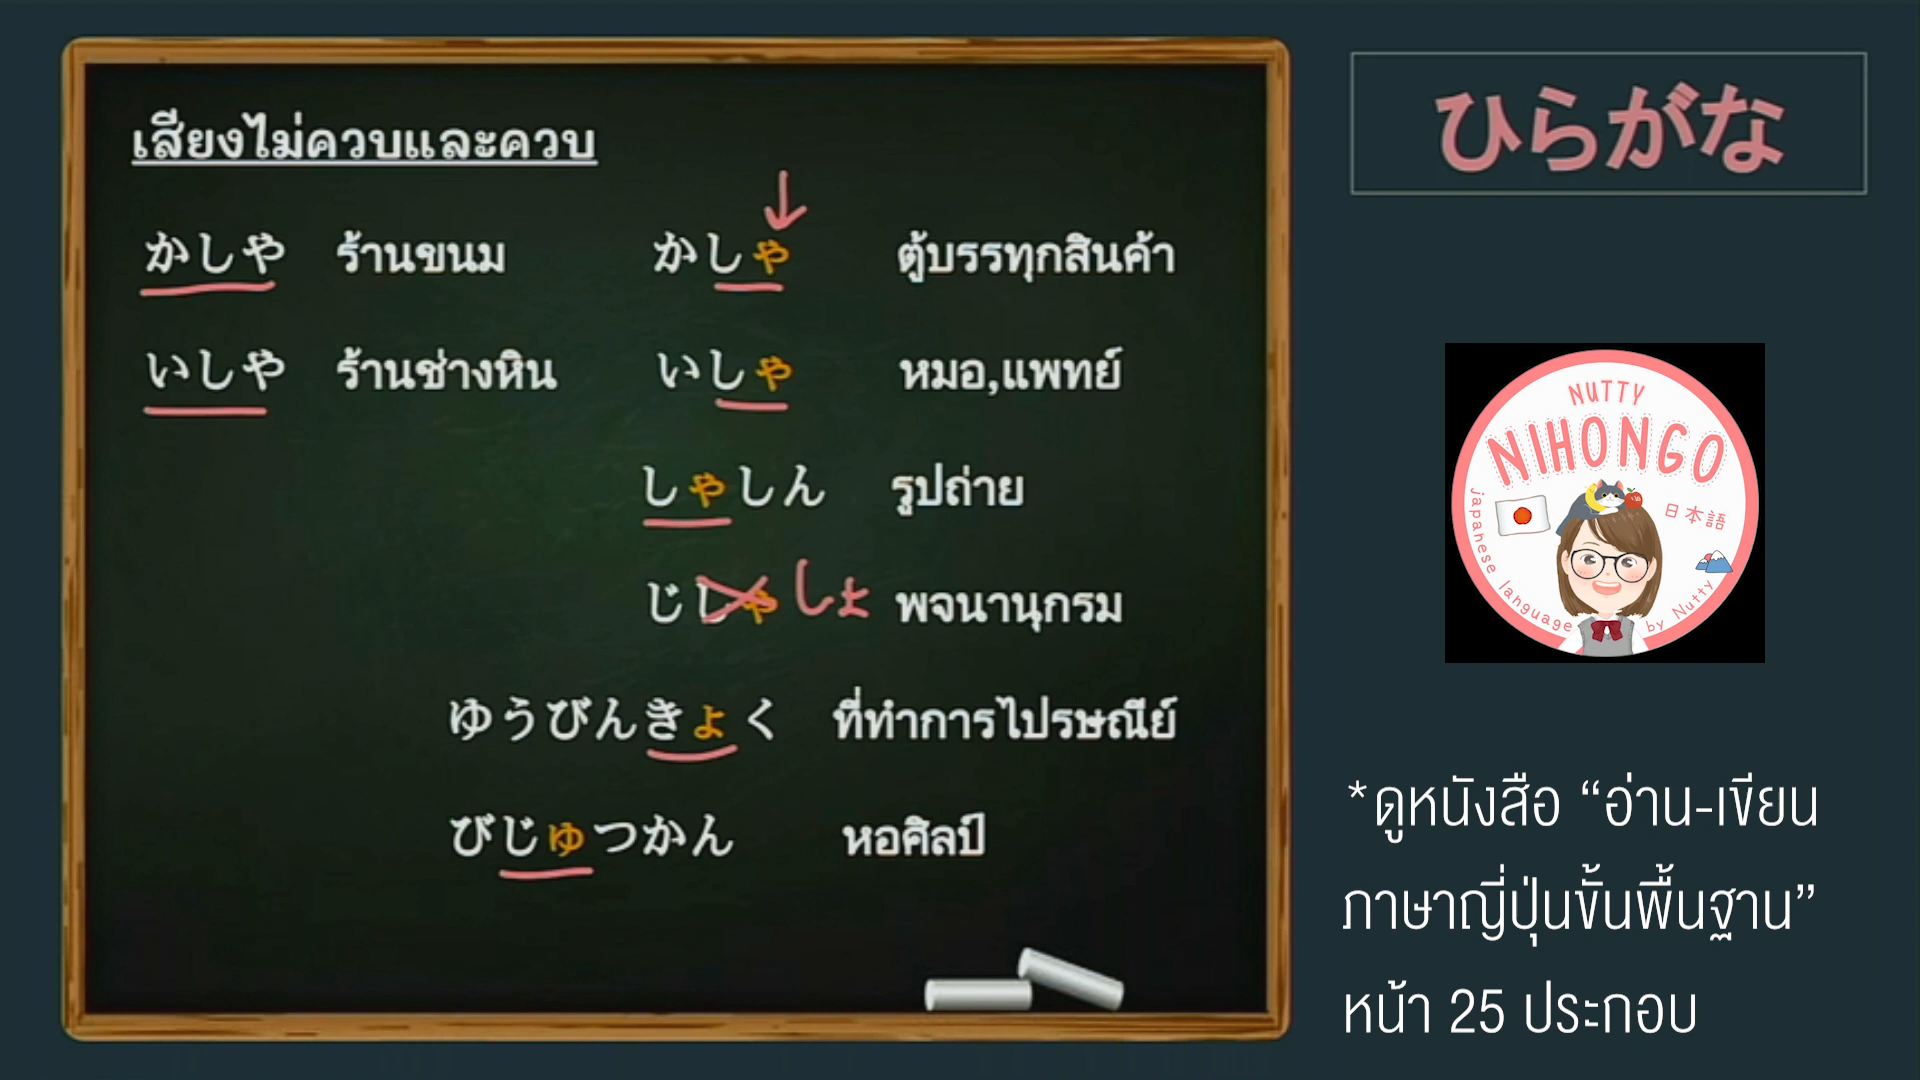 เสียงไม่ควบและควบ
かしや ร้านขนม かしゃ ตู้บรรทุกสินค้า
いしや ร้านช่างหิน いしゃ หมอ,แพทย์
しゃしん รูปถ่าย
じしゃ しょ พจนานุกรม
ゆうびんきょく ที่ทำการไปรษณีย์
びじゅつかん หอศิลป์
ひらがな
NUTTY
NIHONGO
日本語
japanese language by Nutty
*ดูหนังสือ “อ่าน-เขียน
ภาษาญี่ปุ่นขั้นพื้นฐาน”
หน้า 25 ประกอบ